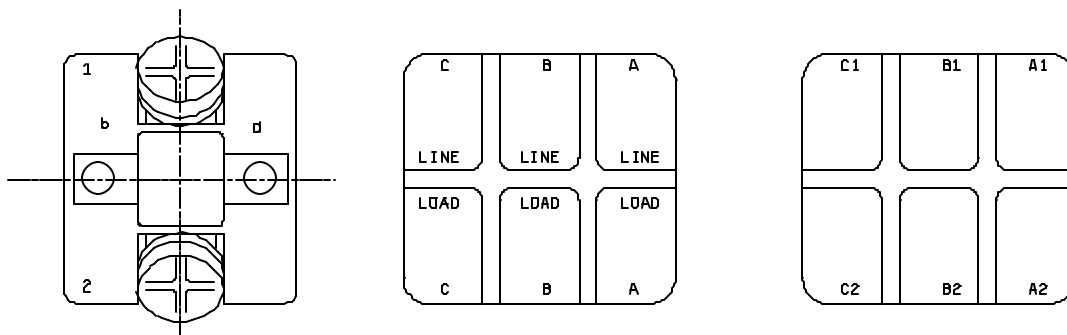 1
b d
2
C B A
LINE LINE LINE
LOAD LOAD LOAD
C B A
C1 B1 A1
C2 B2 A2